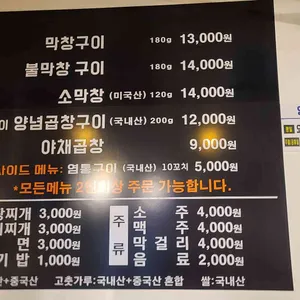 막창구이 180g 13,000원
불막창 구이 180g 14,000원
소막창 (미국산) 120g 14,000원
이 양념곱창구이 (국내산) 200g 12,000원
야채곱창 9,000원
사이드 메뉴: 염통구이 (국내산) 10꼬치 5,000원
*모든메뉴 2인이상 주문 가능합니다.
찌개 3,000원
찌개 3,000원
면 3,000원
기 밥 1,000원
주류
소 주 4,000원
맥 주 4,000원
막 걸 리 4,000원
음 료 2,000원
+중국산 고춧가루:국내산+중국산 혼합 쌀:국내산